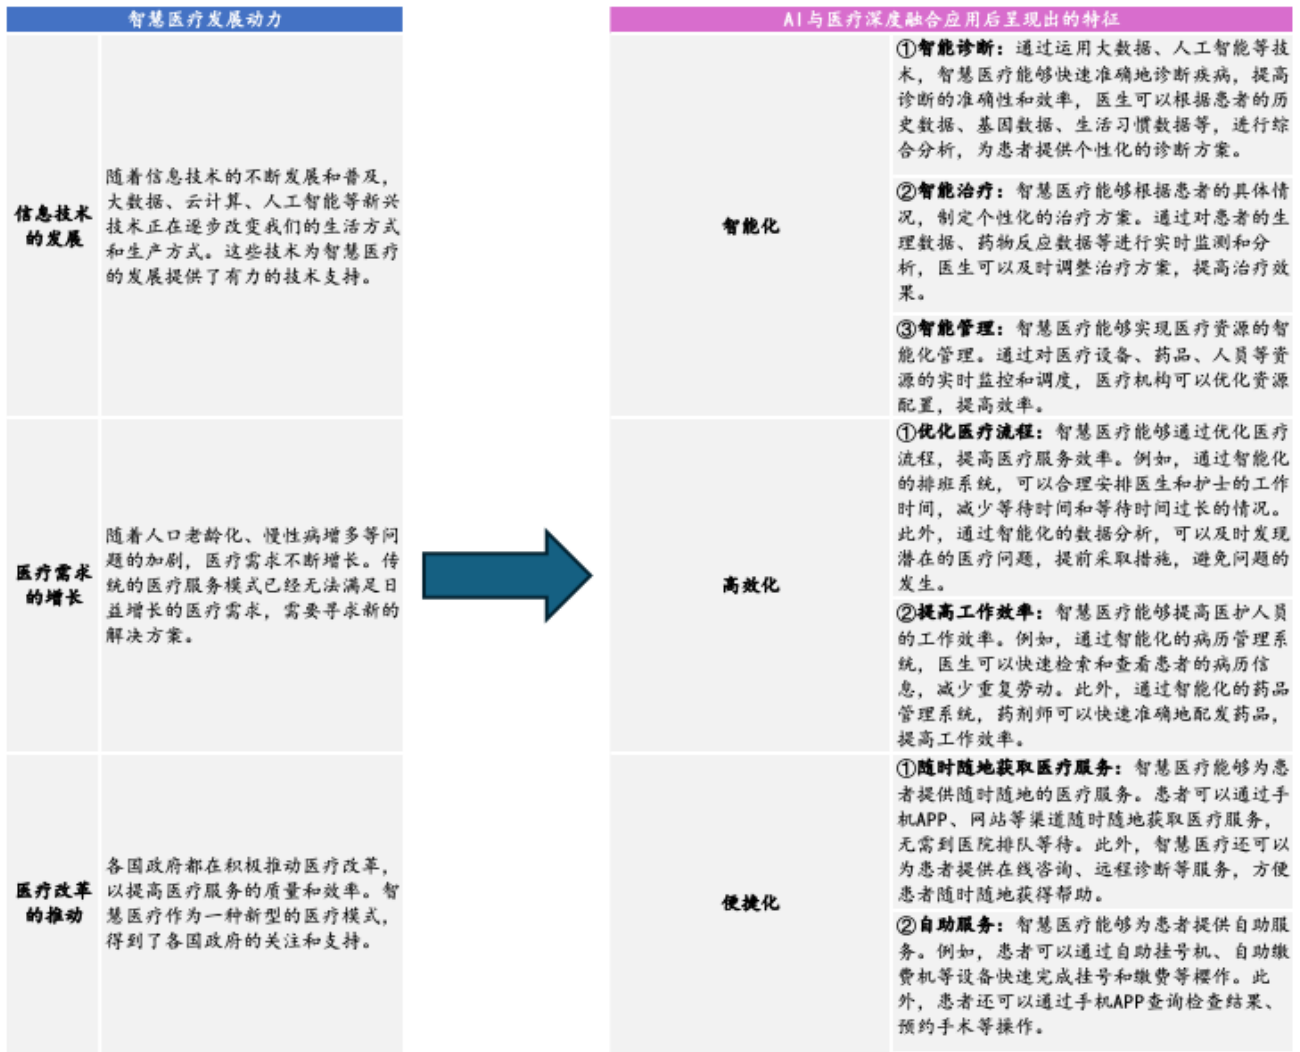 智慧医疗发展动力
信息技术
的发展
随着信息技术的不断发展和普及，
大数据、云计算、人工智能等新兴
技术正在逐步改变我们的生活方式
和生产方式。这些技术为智慧医疗
的发展提供了有力的技术支持。
医疗需求
的增长
随着人口老龄化、慢性病增多等问
题的加剧，医疗需求不断增长。传
统的医疗服务模式已经无法满足日
益增长的医疗需求，需要寻求新的
解决方案。
医疗改革
的推动
各国政府都在积极推动医疗改革，
以提高医疗服务的质量和效率。智
慧医疗作为一种新型的医疗模式，
得到了各国政府的关注和支持。
AI与医疗深度融合应用后呈现出的特征
智能化
①智能诊断：通过运用大数据、人工智能等技
术，智慧医疗能够快速准确地诊断疾病，提高
诊断的准确性和效率，医生可以根据患者的历
史数据、基因数据、生活习惯数据等，进行综
合分析，为患者提供个性化的诊断方案。
②智能治疗：智慧医疗能够根据患者的具体情
况，制定个性化的治疗方案。通过对患者的生
理数据、药物反应数据等进行实时监测和分
析，医生可以及时调整治疗方案，提高治疗效
果。
③智能管理：智慧医疗能够实现医疗资源的智
能化管理。通过对医疗设备、药品、人员等资
源的实时监控和调度，医疗机构可以优化资源
配置，提高效率。
高效化
①优化医疗流程：智慧医疗能够通过优化医疗
流程，提高医疗服务效率。例如，通过智能化
的排班系统，可以合理安排医生和护士的工作
时间，减少等待时间和等待时间过长的情况。
此外，通过智能化的数据分析，可以及时发现
潜在的医疗问题，提前采取措施，避免问题的
发生。
②提高工作效率：智慧医疗能够提高医护人员
的工作效率。例如，通过智能化的病历管理系
统，医生可以快速检索和查看患者的病历信
息，减少重复劳动。此外，通过智能化的药品
管理系统，药剂师可以快速准确地配发药品，
提高工作效率。
便捷化
①随时随地获取医疗服务：智慧医疗能够为患
者提供随时随地的医疗服务。患者可以通过手
机APP、网站等渠道随时随地获取医疗服务，
无需到医院排队等待。此外，智慧医疗还可以
为患者提供在线咨询、远程诊断等服务，方便
患者随时随地获得帮助。
②自助服务：智慧医疗能够为患者提供自助服
务。例如，患者可以通过自助挂号机、自助缴
费机等设备快速完成挂号和缴费等樱作。此
外，患者还可以通过手机APP查询检查结果、
预约手术等操作。